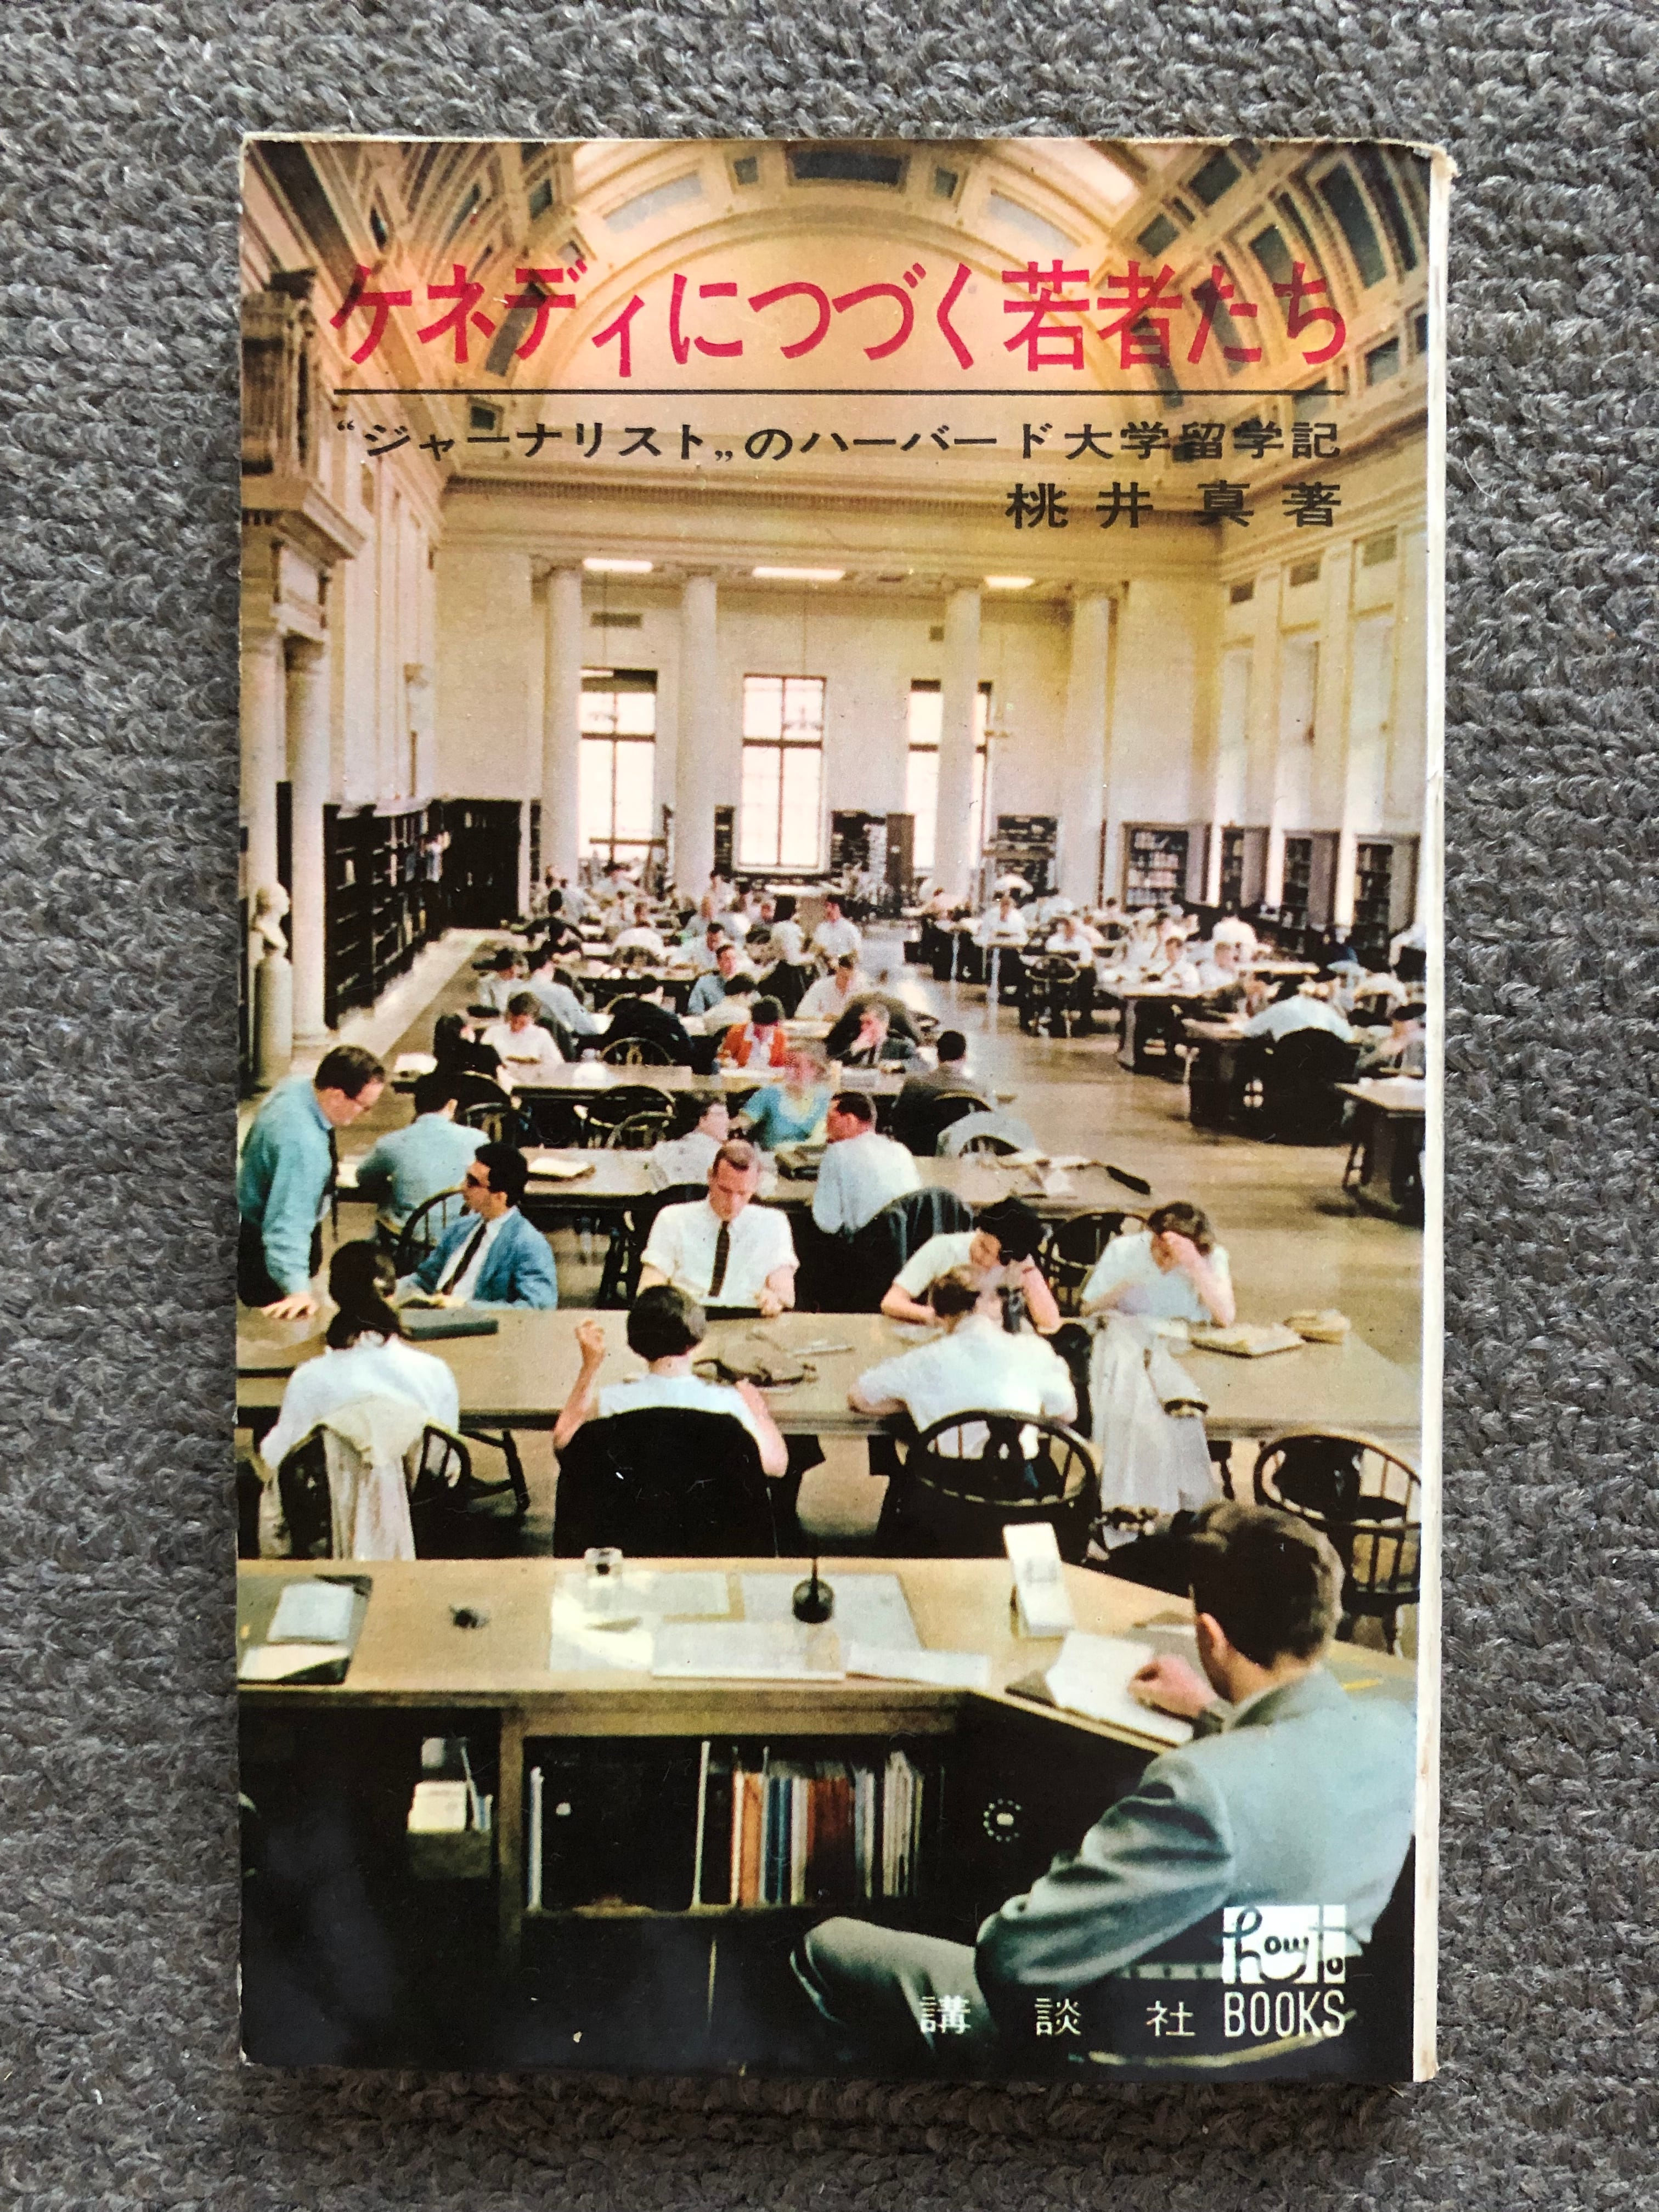 ケネディにつづく若者たち
“ジャーナリスト„のハーバード大学留学記
桃井 真 著
how to
講談社 BOOKS